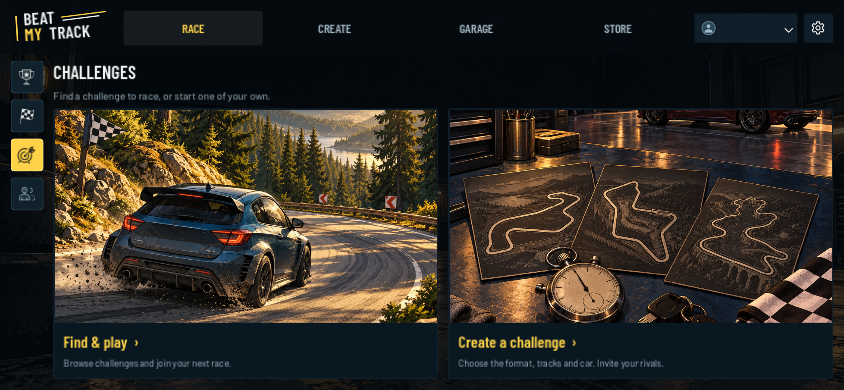 BEAT
MY TRACK
RACE
CREATE
GARAGE
STORE
CHALLENGES
Find a challenge to race, or start one of your own.
Find & play ›
Browse challenges and join your next race.
Create a challenge ›
Choose the format, tracks and car. Invite your rivals.